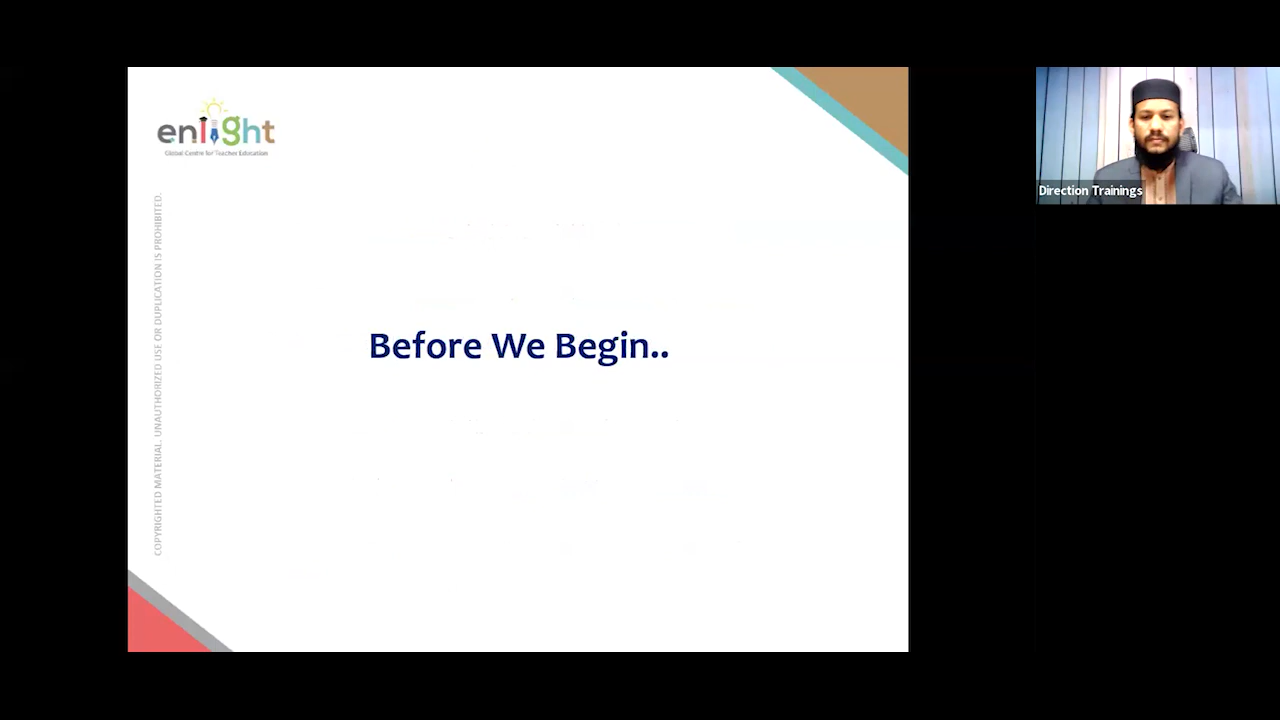 enlight
Global Centre for Teacher Education
COPYRIGHTED MATERIAL. UNAUTHORIZED USE OR DUPLICATION IS PROHIBITED.
Before We Begin..
Direction Trainings